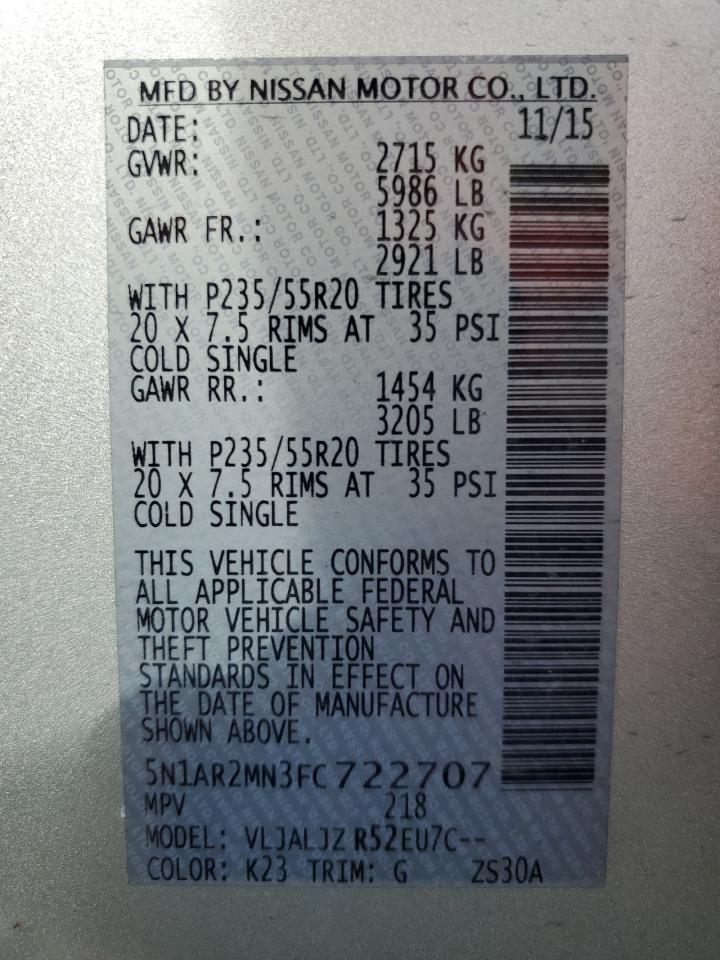 MFD BY NISSAN MOTOR CO., LTD.
DATE: 11/15
GVWR: 2715 KG
5986 LB
GAWR FR.: 1325 KG
2921 LB
WITH P235/55R20 TIRES
20 X 7.5 RIMS AT 35 PSI
COLD SINGLE
GAWR RR.: 1454 KG
3205 LB
WITH P235/55R20 TIRES
20 X 7.5 RIMS AT 35 PSI
COLD SINGLE
THIS VEHICLE CONFORMS TO
ALL APPLICABLE FEDERAL
MOTOR VEHICLE SAFETY AND
THEFT PREVENTION
STANDARDS IN EFFECT ON
THE DATE OF MANUFACTURE
SHOWN ABOVE.
5N1AR2MN3FC722707
MPV 218
MODEL: VLJALJZ R52EU7C--
COLOR: K23 TRIM: G ZS30A